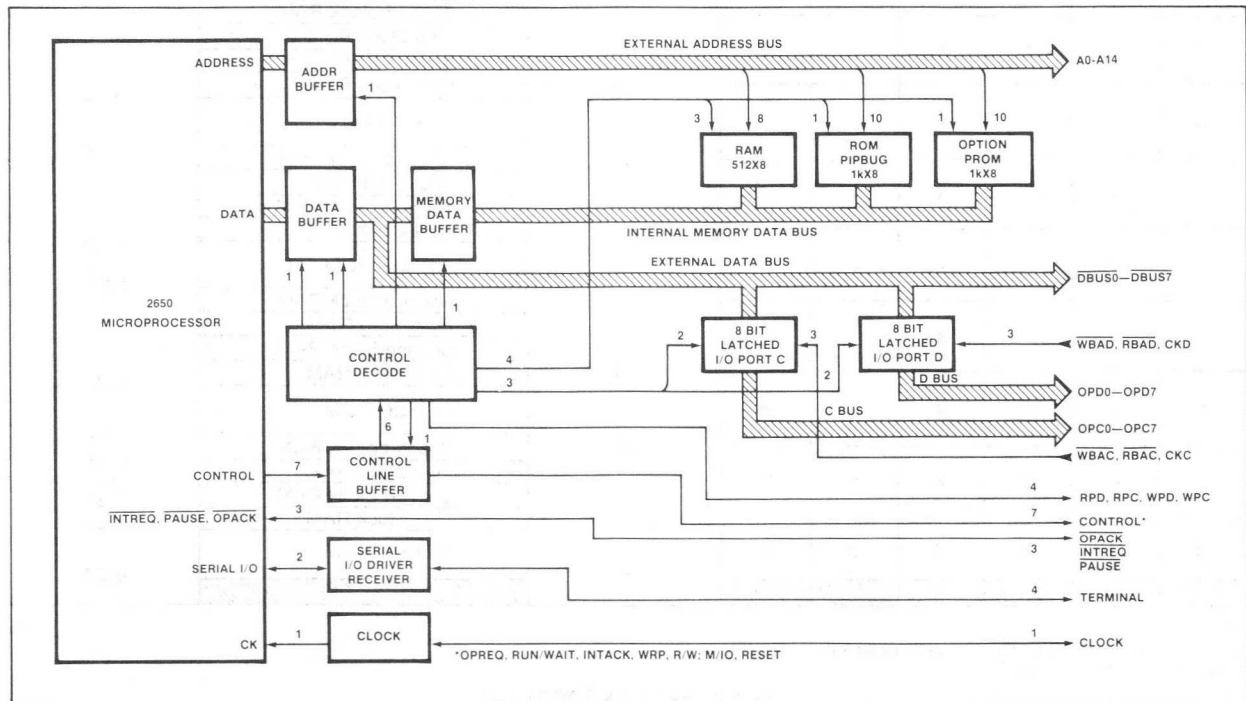 EXTERNAL ADDRESS BUS
ADDRESS
ADDR
BUFFER
A0-A14
1
3
8
1
10
1
10
RAM
512X8
ROM
PIPBUG
1kX8
OPTION
PROM
1kX8
DATA
DATA
BUFFER
MEMORY
DATA
BUFFER
INTERNAL MEMORY DATA BUS
EXTERNAL DATA BUS
DBUS0—DBUS7
1
1
1
2650
MICROPROCESSOR
CONTROL
DECODE
4
3
2
8 BIT
LATCHED
I/O PORT C
3
2
8 BIT
LATCHED
I/O PORT D
3
WBAD, RBAD, CKD
D BUS
OPD0—OPD7
C BUS
OPC0—OPC7
6
1
WBAC, RBAC, CKC
CONTROL
7
CONTROL
LINE
BUFFER
4
RPD, RPC, WPD, WPC
7
CONTROL*
INTREQ, PAUSE, OPACK
3
3
OPACK
INTREQ
PAUSE
SERIAL I/O
2
SERIAL
I/O DRIVER
RECEIVER
4
TERMINAL
CK
1
CLOCK
1
CLOCK
*OPREQ, RUN/WAIT, INTACK, WRP, R/W; M/IO, RESET